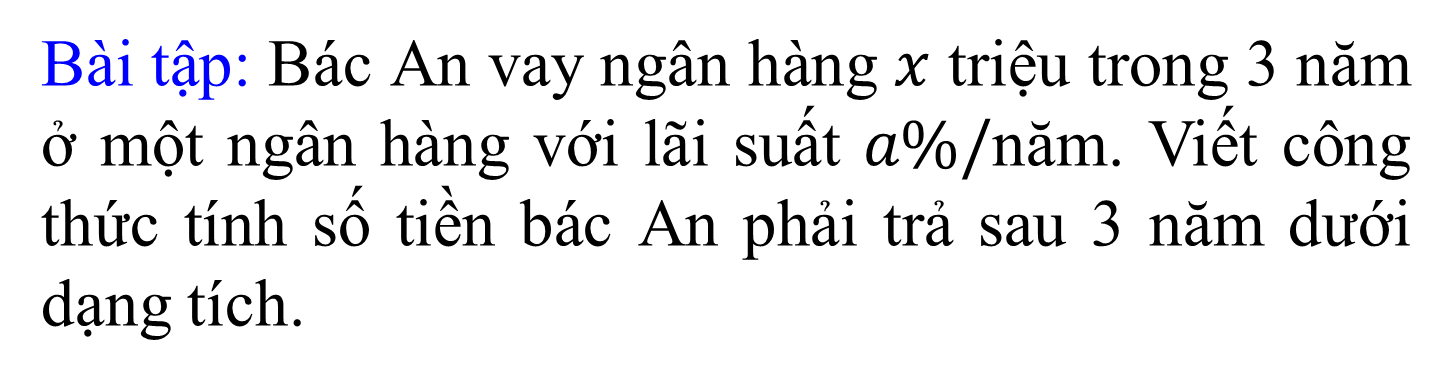 Bài tập: Bác An vay ngân hàng x triệu trong 3 năm
ở một ngân hàng với lãi suất a%/năm. Viết công
thức tính số tiền bác An phải trả sau 3 năm dưới
dạng tích.